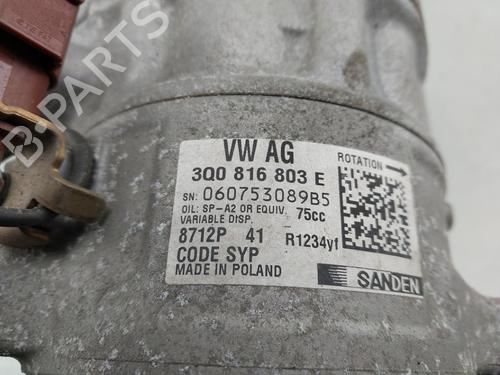 B-PARTS
VW AG
3Q0 816 803 E
ROTATION
SN: 060753089B5
OIL: SP-A2 OR EQUIV. 75cc
VARIABLE DISP.
8712P 41 R1234yf
CODE SYP
MADE IN POLAND
SANDEN